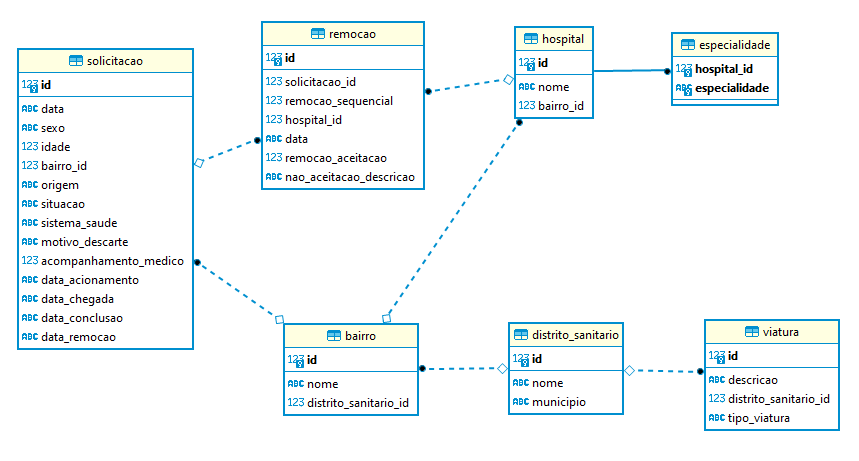 solicitacao
123 id
ABC data
ABC sexo
123 idade
123 bairro_id
ABC origem
ABC situacao
ABC sistema_saude
ABC motivo_descarte
123 acompanhamento_medico
ABC data_acionamento
ABC data_chegada
ABC data_conclusao
ABC data_remocao
remocao
123 id
123 solicitacao_id
123 remocao_sequencial
123 hospital_id
ABC data
123 remocao_aceitacao
ABC nao_aceitacao_descricao
hospital
123 id
ABC nome
123 bairro_id
especialidade
123 hospital_id
ABC especialidade
bairro
123 id
ABC nome
123 distrito_sanitario_id
distrito_sanitario
123 id
ABC nome
ABC municipio
viatura
123 id
ABC descricao
123 distrito_sanitario_id
ABC tipo_viatura